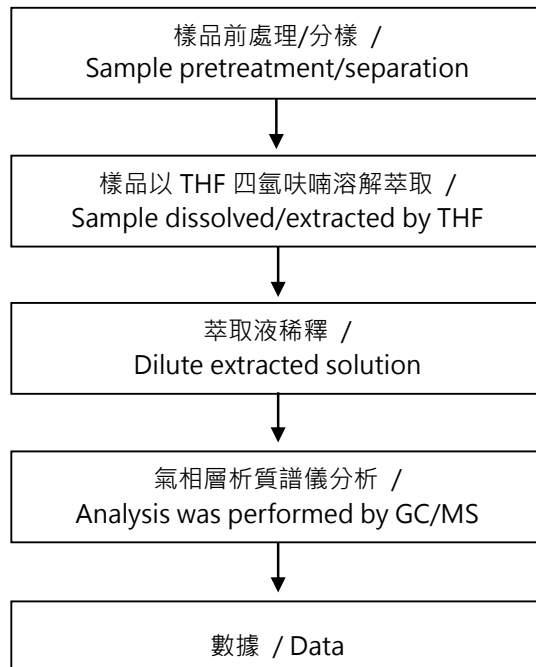 樣品前處理/分樣 /
Sample pretreatment/separation
樣品以 THF 四氫呋喃溶解萃取 /
Sample dissolved/extracted by THF
萃取液稀釋 /
Dilute extracted solution
氣相層析質譜儀分析 /
Analysis was performed by GC/MS
數據 / Data